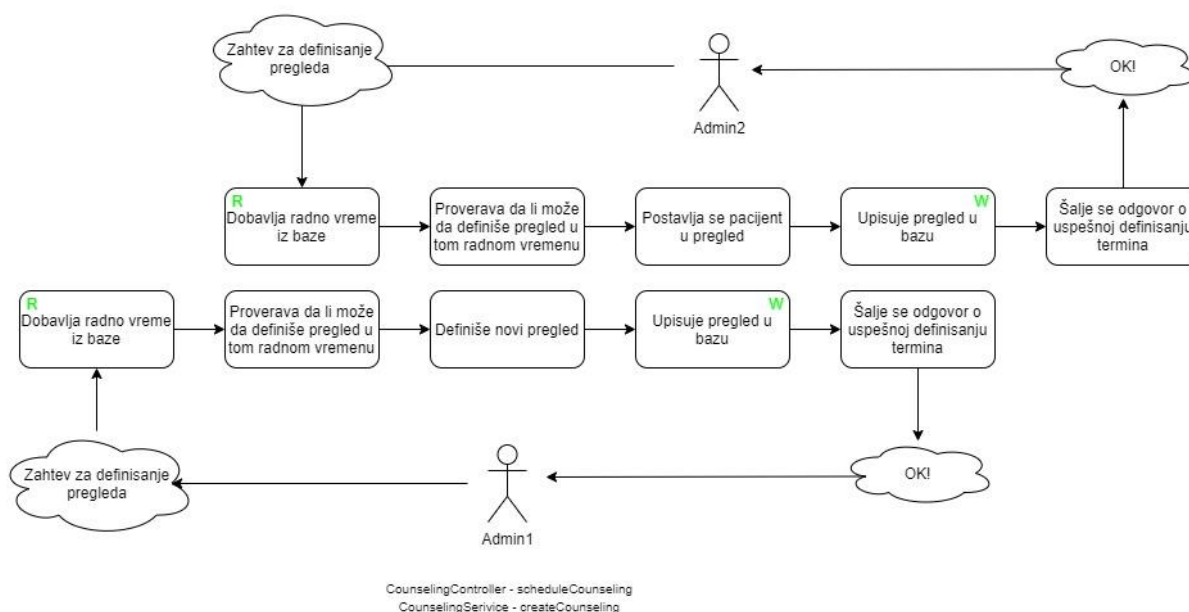 Zahtev za definisanje
pregleda
OK!
Admin2
R
Dobavlja radno vreme
iz baze
Proverava da li može
da definiše pregled u
tom radnom vremenu
Postavlja se pacijent
u pregled
W
Upisuje pregled u
bazu
Šalje se odgovor o
uspešnoj definisanju
termina
R
Dobavlja radno vreme
iz baze
Proverava da li može
da definiše pregled u
tom radnom vremenu
Definiše novi pregled
W
Upisuje pregled u
bazu
Šalje se odgovor o
uspešnoj definisanju
termina
Zahtev za definisanje
pregleda
OK!
Admin1
CounselingController - scheduleCounseling
CounselingSerivice - createCounseling